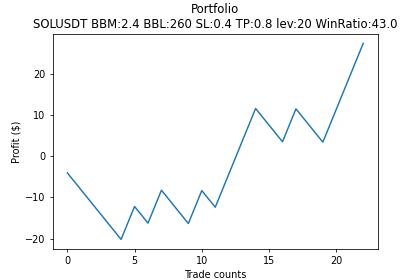 Portfolio
SOLUSDT BBM:2.4 BBL:260 SL:0.4 TP:0.8 lev:20 WinRatio:43.0
Profit ($)
20
10
0
−10
−20
0
5
10
15
20
Trade counts